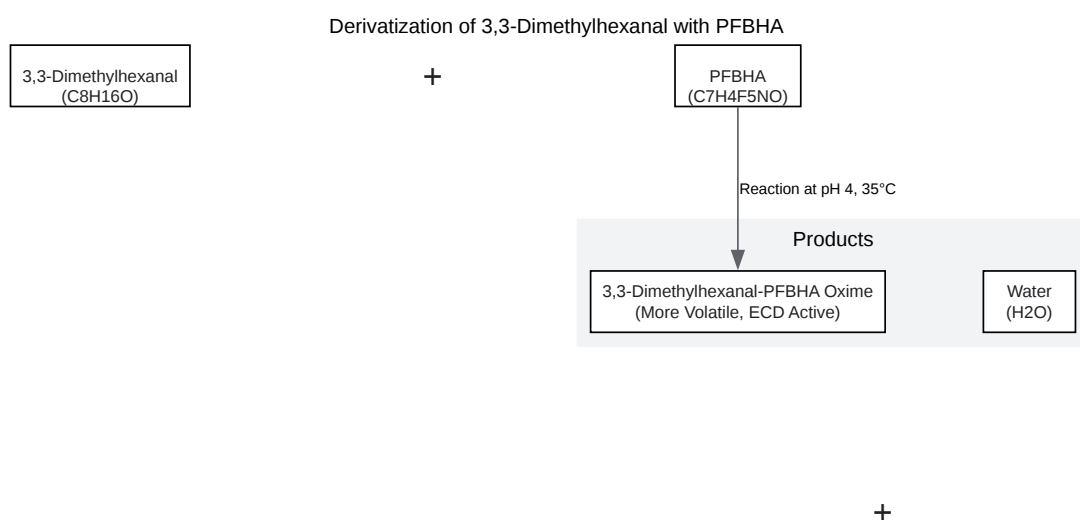 Derivatization of 3,3-Dimethylhexanal with PFBHA
3,3-Dimethylhexanal
(C8H16O)
+
PFBHA
(C7H4F5NO)
Reaction at pH 4, 35°C
Products
3,3-Dimethylhexanal-PFBHA Oxime
(More Volatile, ECD Active)
Water
(H2O)
+